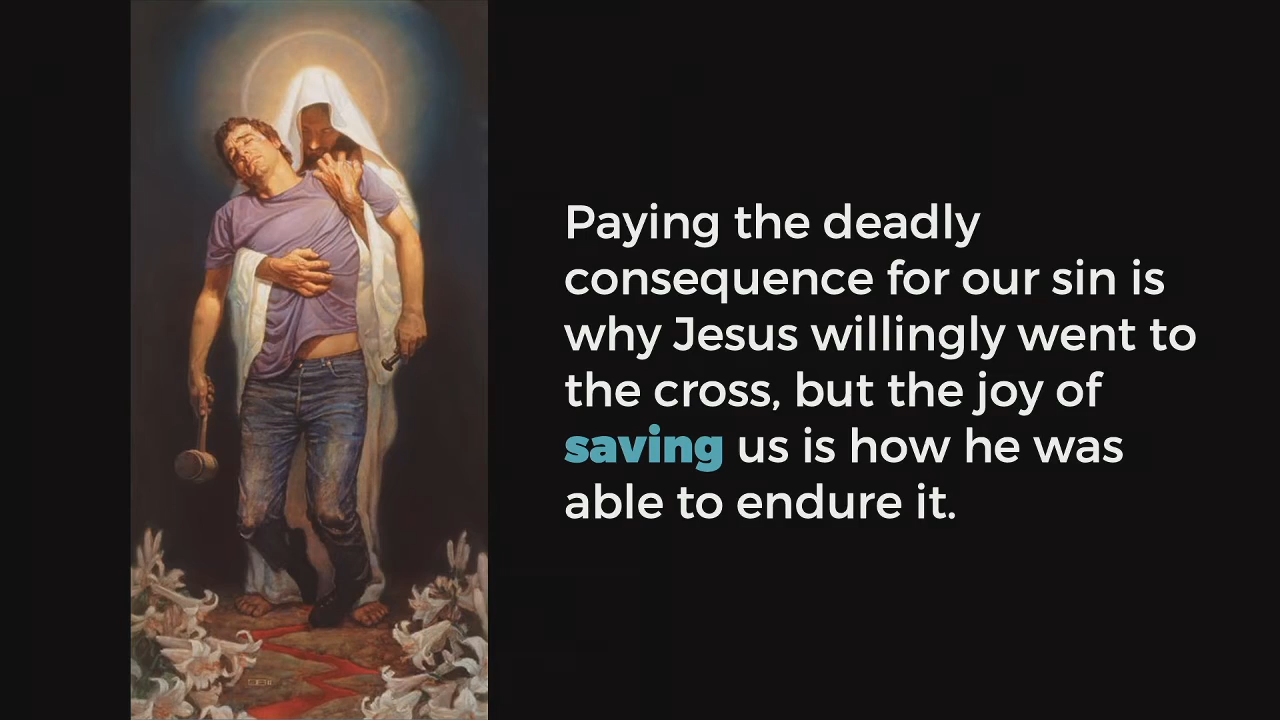 Paying the deadly
consequence for our sin is
why Jesus willingly went to
the cross, but the joy of
saving us is how he was
able to endure it.